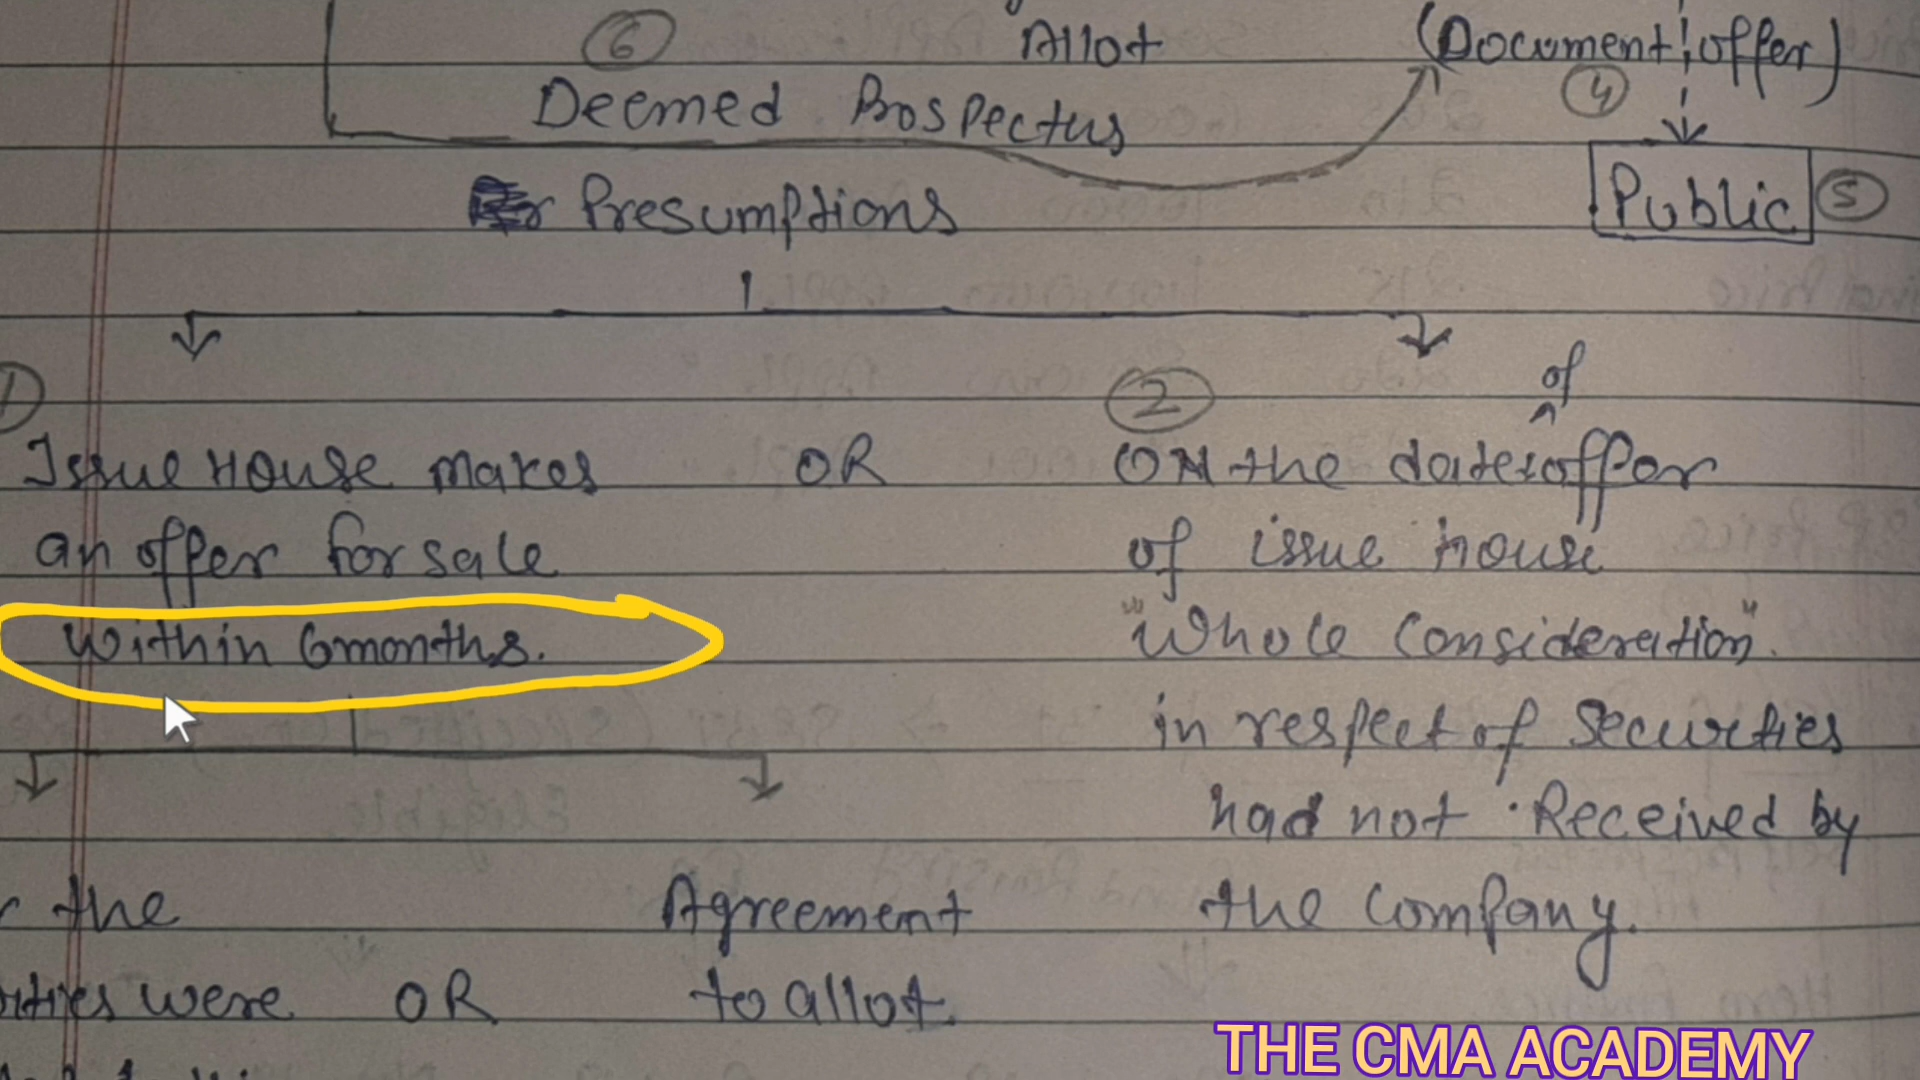 6 Allot (Document / offer)
4
Deemed Prospectus
Presumptions Public 5
1 2 of
Issue House makes OR ON the date offer
an offer for sale of issue house
within 6 months. "Whole Consideration".
in respect of Securities
had not Received by
the Agreement the Company.
were OR to allot.
THE CMA ACADEMY